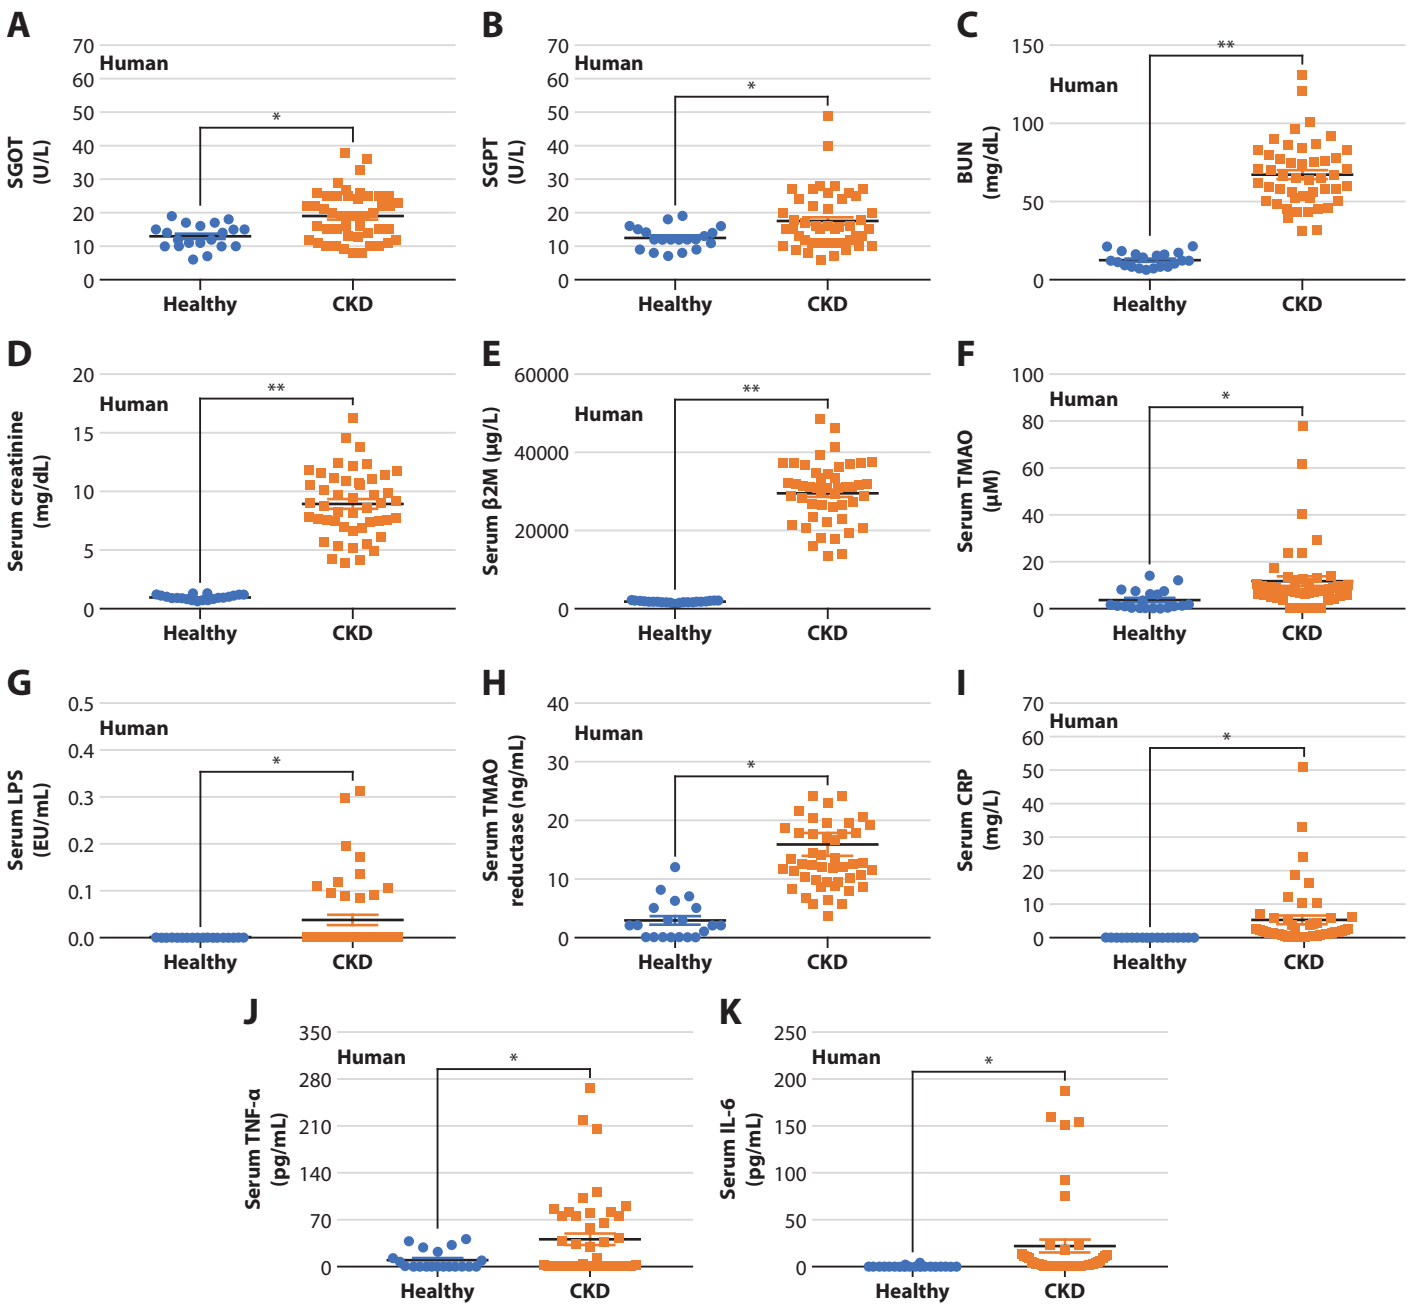 A
70
60
50
40
30
20
10
0
SGOT
(U/L)
Human
*
Healthy
CKD
B
70
60
50
40
30
20
10
0
SGPT
(U/L)
Human
*
Healthy
CKD
C
150
100
50
0
BUN
(mg/dL)
Human
**
Healthy
CKD
D
20
15
10
5
0
Serum creatinine
(mg/dL)
Human
**
Healthy
CKD
E
60000
40000
20000
0
Serum β2M (μg/L)
Human
**
Healthy
CKD
F
100
80
60
40
20
0
Serum TMAO
(μM)
Human
*
Healthy
CKD
G
0.5
0.4
0.3
0.2
0.1
0.0
Serum LPS
(EU/mL)
Human
*
Healthy
CKD
H
40
30
20
10
0
Serum TMAO
reductase (ng/mL)
Human
*
Healthy
CKD
I
70
60
50
40
30
20
10
0
Serum CRP
(mg/L)
Human
*
Healthy
CKD
J
350
280
210
140
70
0
Serum TNF-α
(pg/mL)
Human
*
Healthy
CKD
K
250
200
150
100
50
0
Serum IL-6
(pg/mL)
Human
*
Healthy
CKD